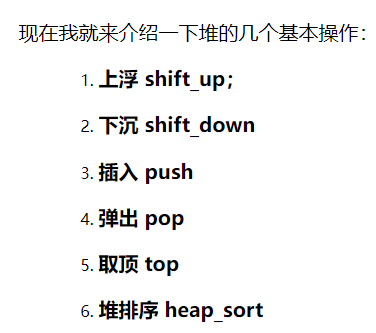 现在我就来介绍一下堆的几个基本操作：
1. 上浮 shift_up；
2. 下沉 shift_down
3. 插入 push
4. 弹出 pop
5. 取顶 top
6. 堆排序 heap_sort